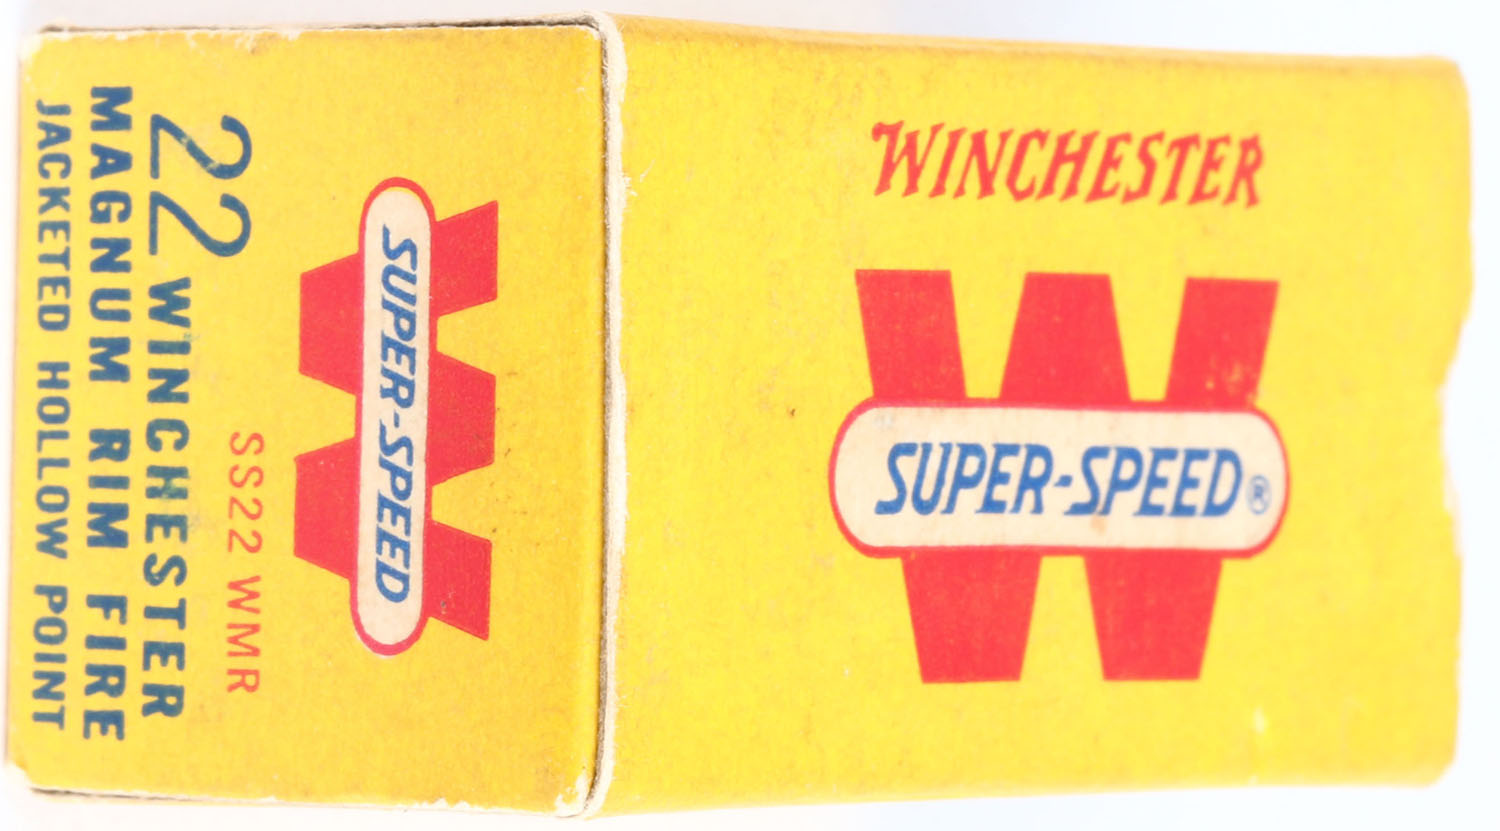 WINCHESTER
SUPER-SPEED®
W
SUPER-SPEED
W
SS22 WMR
22 WINCHESTER
MAGNUM RIM FIRE
JACKETED HOLLOW POINT